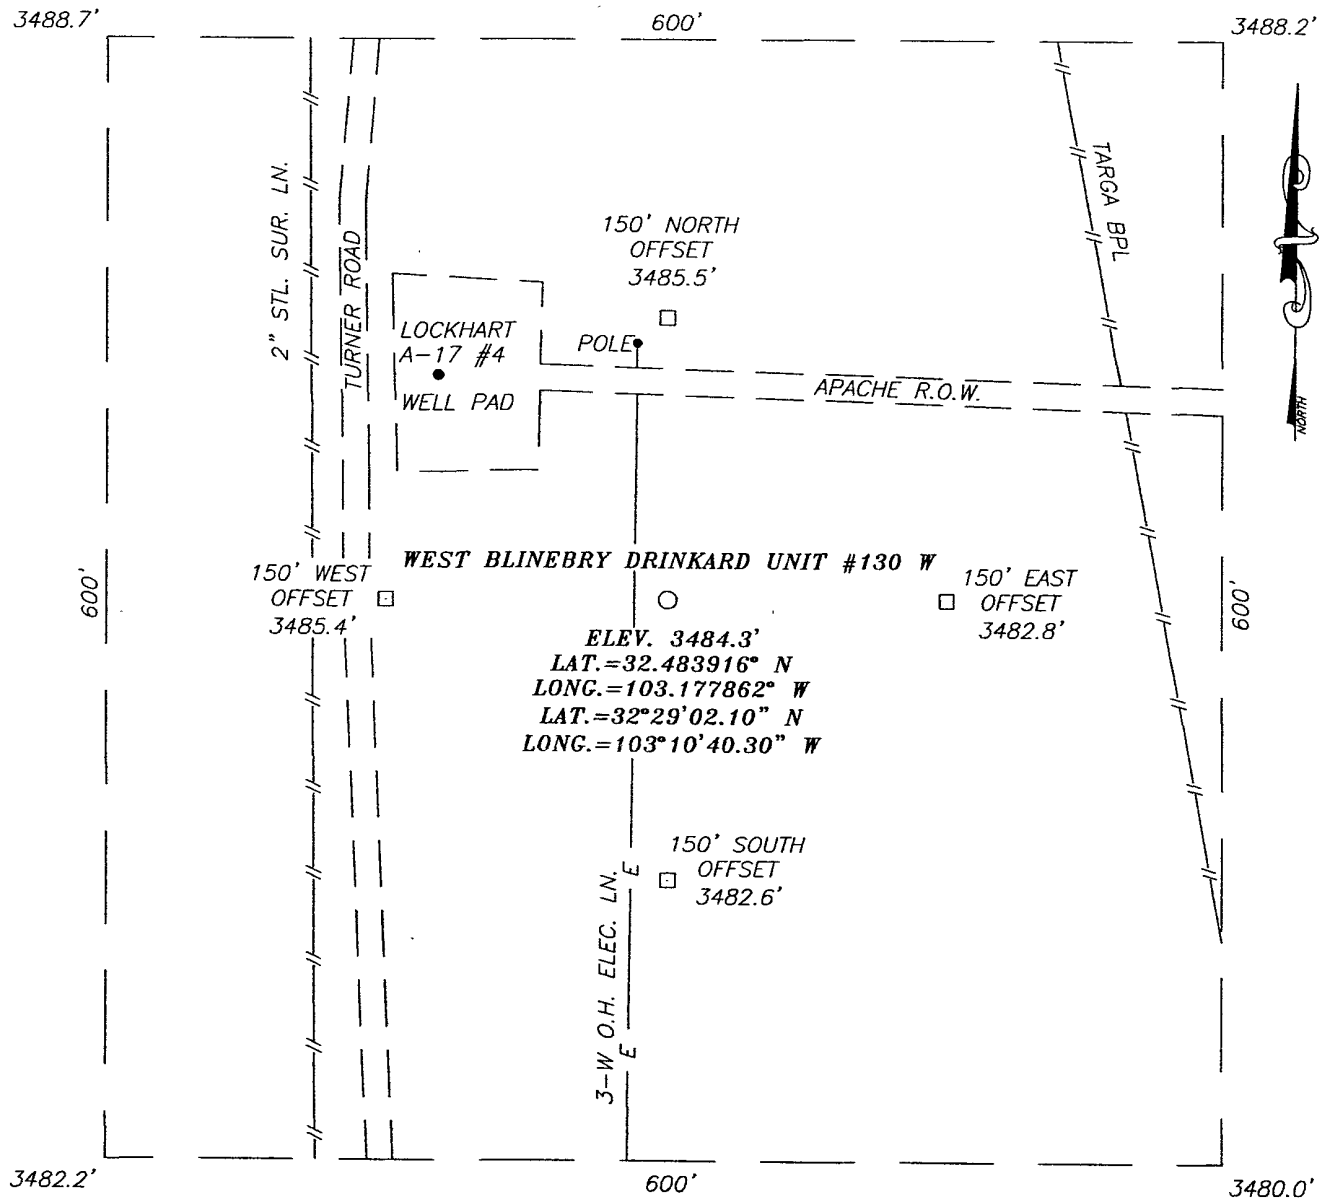 3488.7'
600'
3488.2'
2" STL. SUR. LN.
TURNER ROAD
TARGA BPL
150' NORTH
OFFSET
3485.5'
LOCKHART
A-17 #4
WELL PAD
POLE
APACHE R.O.W.
NORTH
600'
WEST BLINEBRY DRINKARD UNIT #130 W
150' WEST
OFFSET
3485.4'
150' EAST
OFFSET
3482.8'
600'
ELEV. 3484.3'
LAT.=32.483916° N
LONG.=103.177862° W
LAT.=32°29'02.10" N
LONG.=103°10'40.30" W
150' SOUTH
OFFSET
3482.6'
3-W O.H. ELEC. LN.
E
E
3482.2'
600'
3480.0'